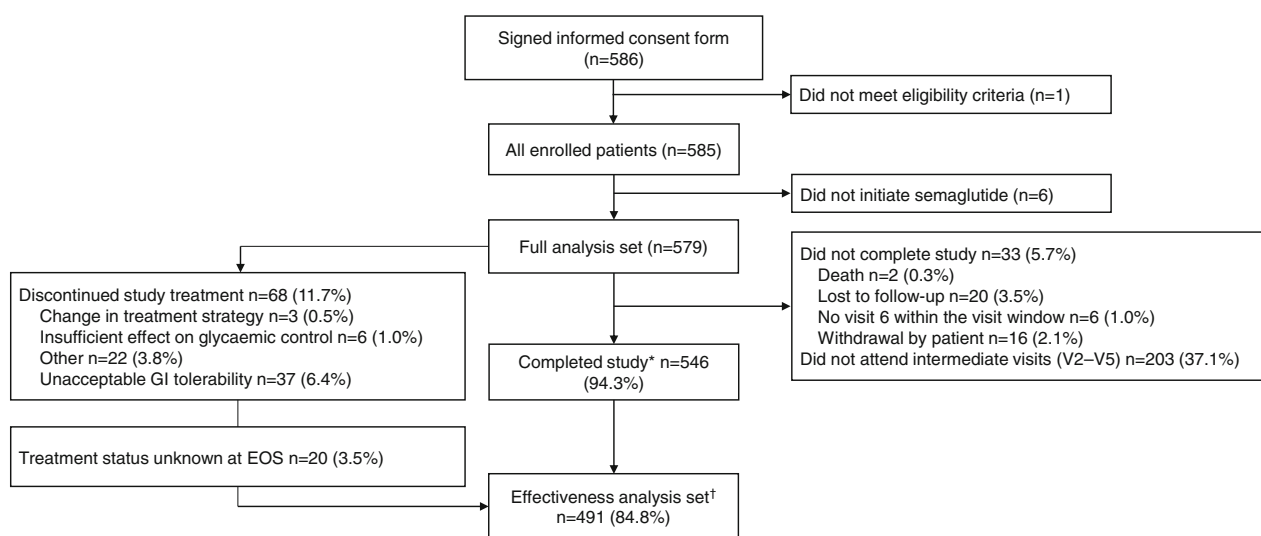 Signed informed consent form
(n=586)
Did not meet eligibility criteria (n=1)
All enrolled patients (n=585)
Did not initiate semaglutide (n=6)
Full analysis set (n=579)
Did not complete study n=33 (5.7%)
Death n=2 (0.3%)
Lost to follow-up n=20 (3.5%)
No visit 6 within the visit window n=6 (1.0%)
Withdrawal by patient n=16 (2.1%)
Did not attend intermediate visits (V2–V5) n=203 (37.1%)
Discontinued study treatment n=68 (11.7%)
Change in treatment strategy n=3 (0.5%)
Insufficient effect on glycaemic control n=6 (1.0%)
Other n=22 (3.8%)
Unacceptable GI tolerability n=37 (6.4%)
Completed study* n=546
(94.3%)
Treatment status unknown at EOS n=20 (3.5%)
Effectiveness analysis set†
n=491 (84.8%)